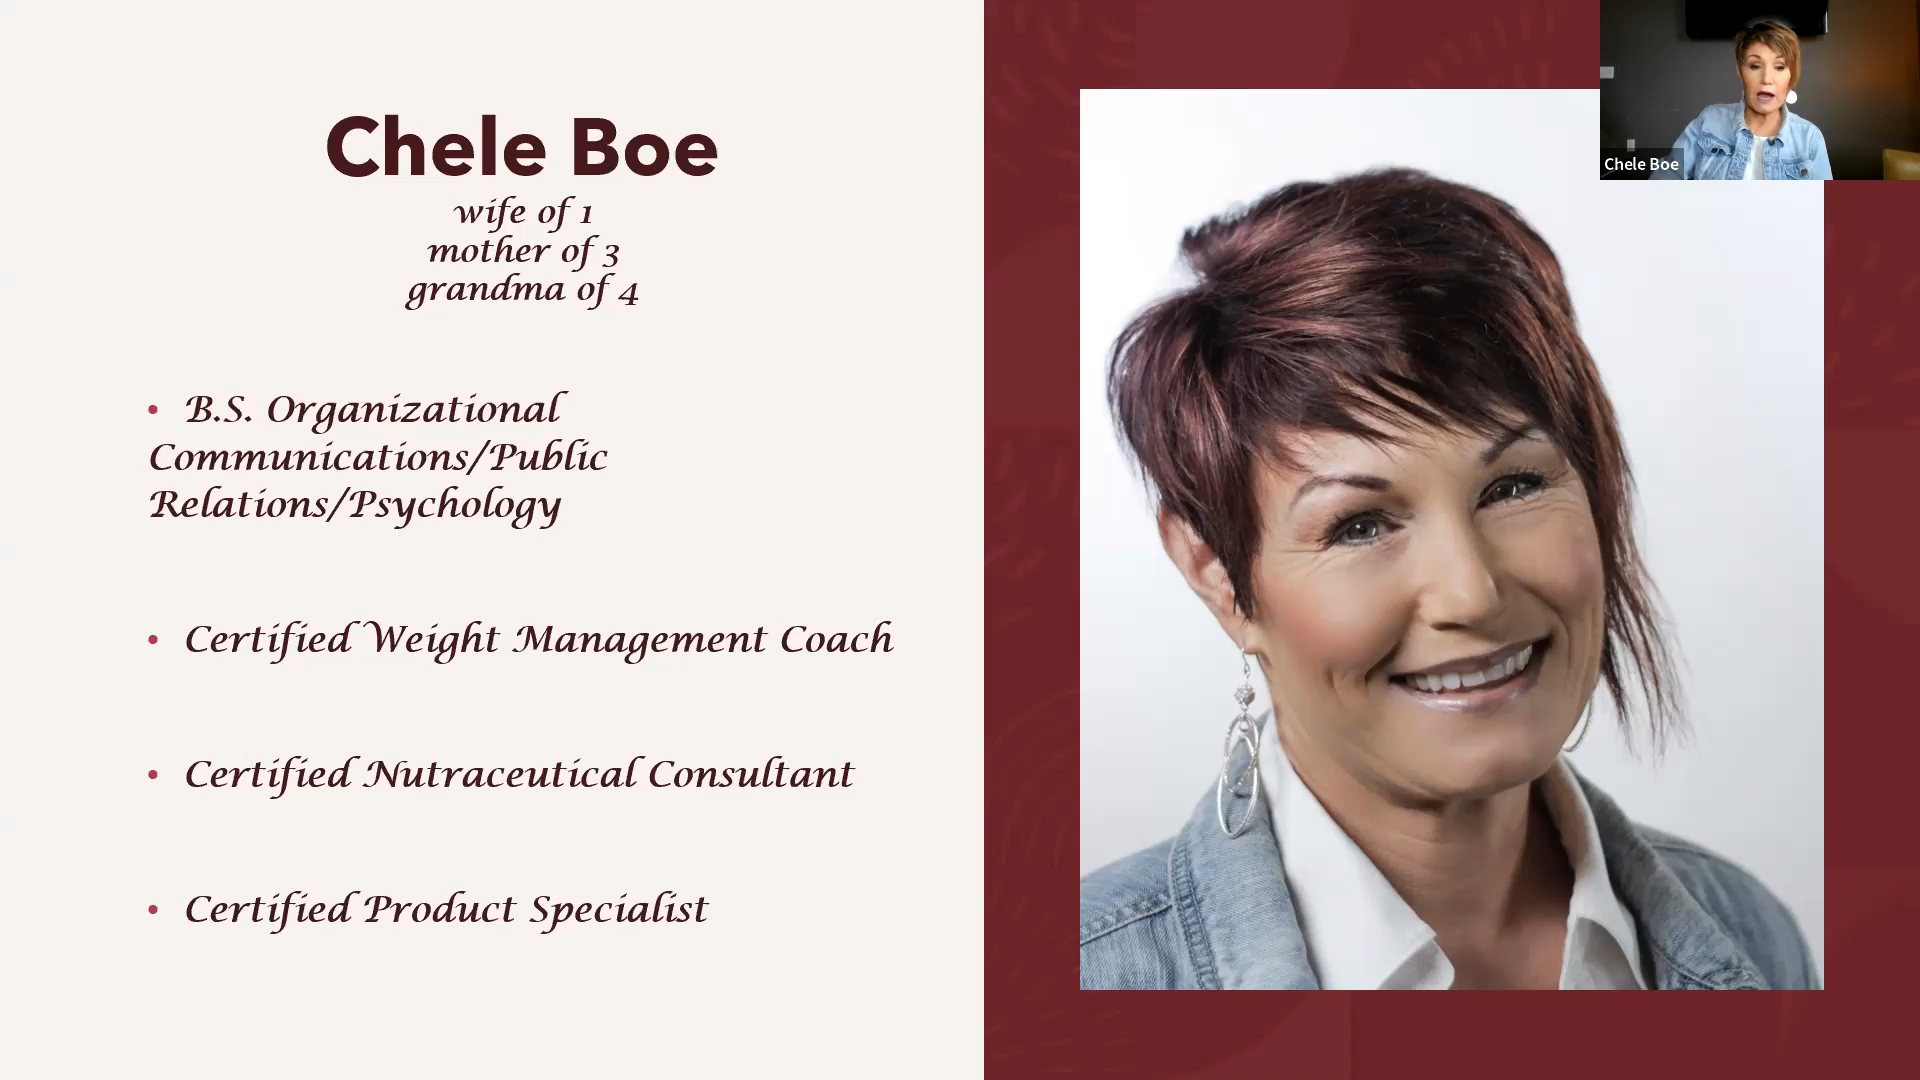 Chele Boe
wife of 1
mother of 3
grandma of 4
• B.S. Organizational
Communications/Public
Relations/Psychology
• Certified Weight Management Coach
• Certified Nutraceutical Consultant
• Certified Product Specialist
Chele Boe